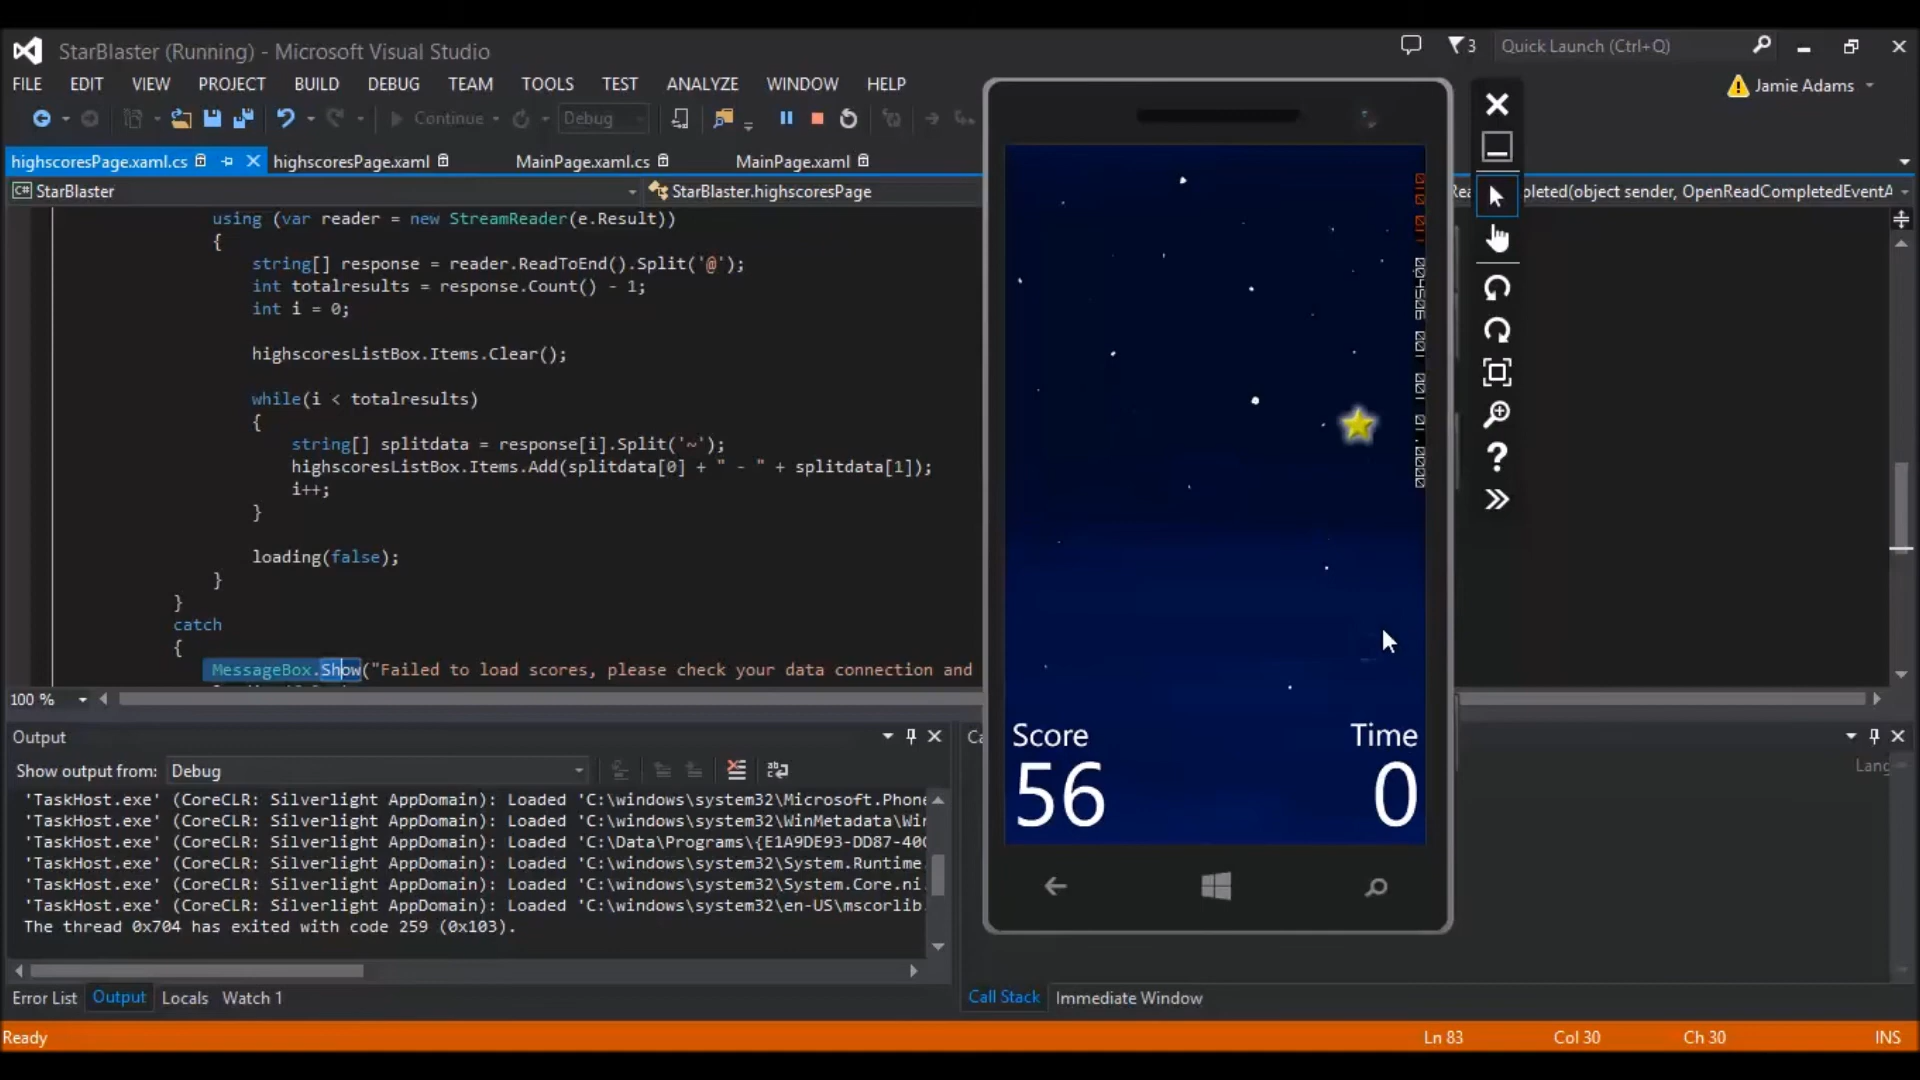 StarBlaster (Running) - Microsoft Visual Studio
3
Quick Launch (Ctrl+Q)
FILE EDIT VIEW PROJECT BUILD DEBUG TEAM TOOLS TEST ANALYZE WINDOW HELP
Jamie Adams
Continue
Debug
highscoresPage.xaml.cs highscoresPage.xaml MainPage.xaml.cs MainPage.xaml
C# StarBlaster
StarBlaster.highscoresPage
pleted(object sender, OpenReadCompletedEventA
using (var reader = new StreamReader(e.Result))
{
string[] response = reader.ReadToEnd().Split('@');
int totalresults = response.Count() - 1;
int i = 0;
highscoresListBox.Items.Clear();
while(i < totalresults)
{
string[] splitdata = response[i].Split('~');
highscoresListBox.Items.Add(splitdata[0] + " - " + splitdata[1]);
i++;
}
loading(false);
}
}
catch
{
MessageBox.Show("Failed to load scores, please check your data connection and
100 %
Score Time
56 0
Output
Ca
Show output from: Debug
Lang
'TaskHost.exe' (CoreCLR: Silverlight AppDomain): Loaded 'C:\windows\system32\Microsoft.Phone
'TaskHost.exe' (CoreCLR: Silverlight AppDomain): Loaded 'C:\windows\system32\WinMetadata\Win
'TaskHost.exe' (CoreCLR: Silverlight AppDomain): Loaded 'C:\Data\Programs\{E1A9DE93-DD87-40C
'TaskHost.exe' (CoreCLR: Silverlight AppDomain): Loaded 'C:\windows\system32\System.Runtime.
'TaskHost.exe' (CoreCLR: Silverlight AppDomain): Loaded 'C:\windows\system32\System.Core.ni.
'TaskHost.exe' (CoreCLR: Silverlight AppDomain): Loaded 'C:\windows\system32\en-US\mscorlib.
The thread 0x704 has exited with code 259 (0x103).
Error List Output Locals Watch 1
Call Stack Immediate Window
Ready
Ln 83 Col 30 Ch 30 INS